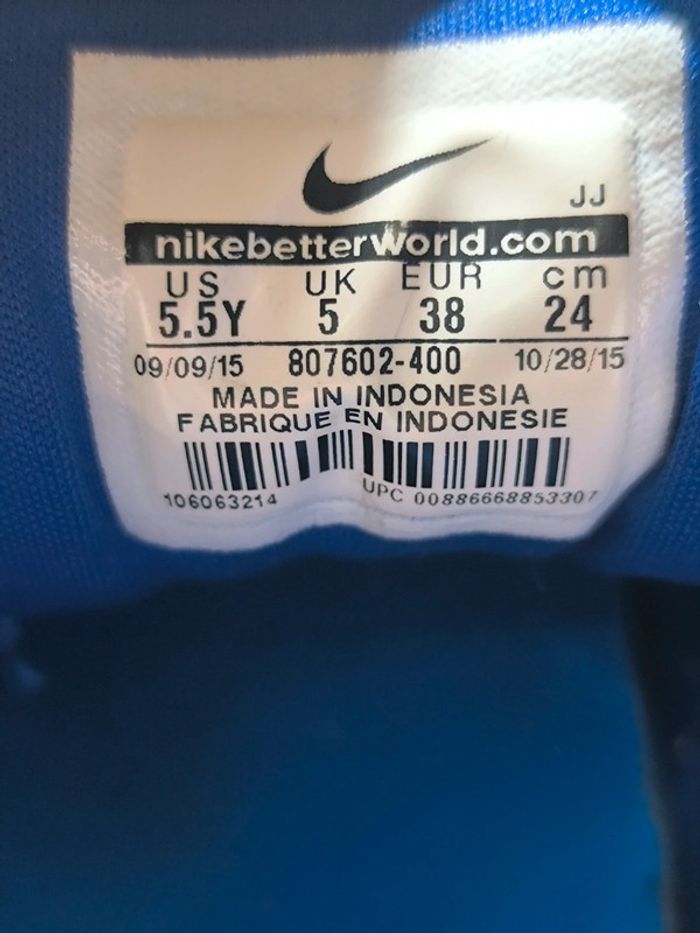 JJ
nikebetterworld.com
US UK EUR cm
5.5Y 5 38 24
09/09/15 807602-400 10/28/15
MADE IN INDONESIA
FABRIQUE EN INDONESIE
106063214 UPC 00886668853307